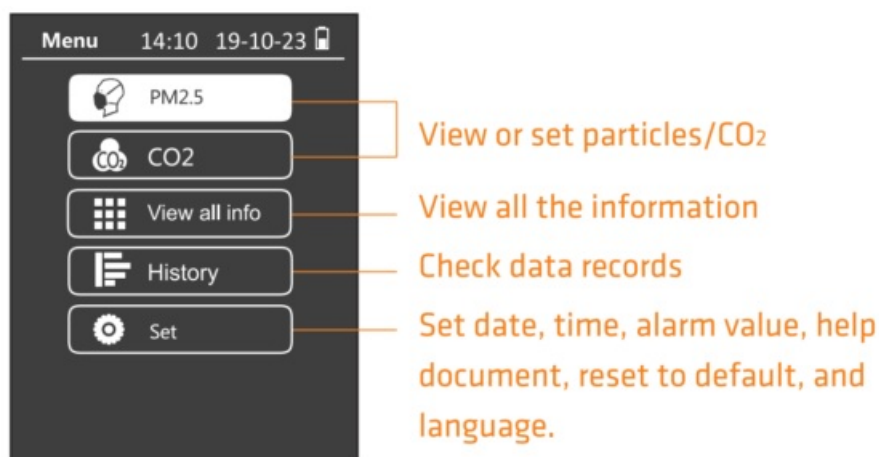 Menu 14:10 19-10-23
PM2.5
CO2 CO2
View all info
History
Set
View or set particles/CO2
View all the information
Check data records
Set date, time, alarm value, help
document, reset to default, and
language.